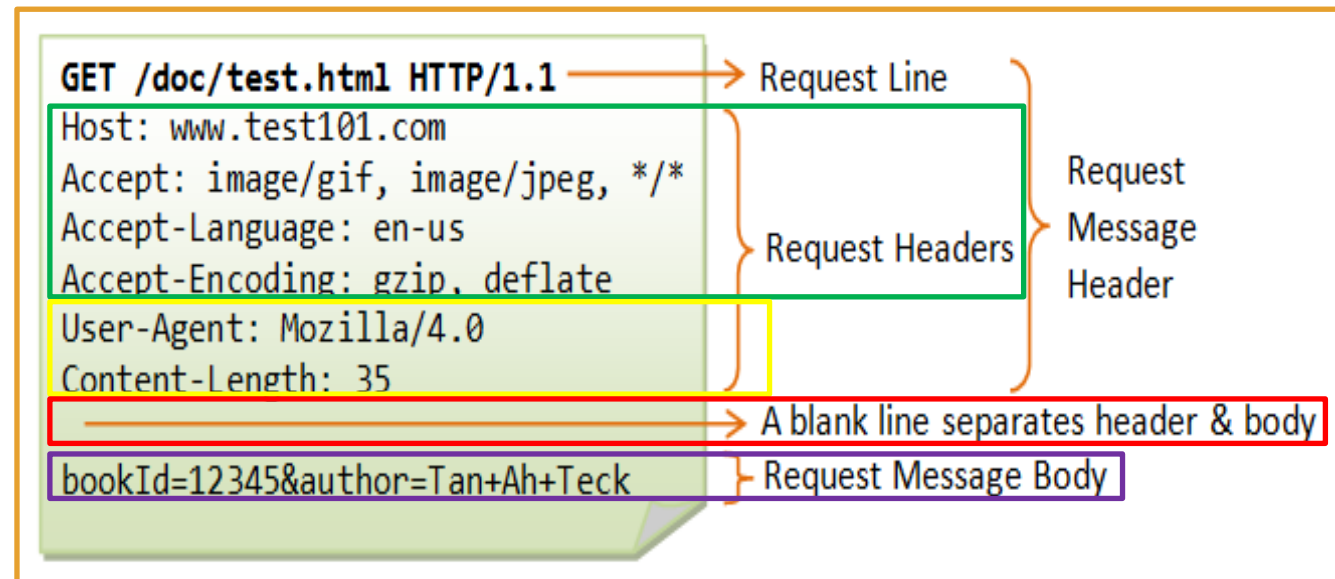 GET /doc/test.html HTTP/1.1 Request Line
Host: www.test101.com
Accept: image/gif, image/jpeg, */*
Accept-Language: en-us
Accept-Encoding: gzip, deflate
User-Agent: Mozilla/4.0
Content-Length: 35
Request Headers
Request
Message
Header
A blank line separates header & body
bookId=12345&author=Tan+Ah+Teck Request Message Body